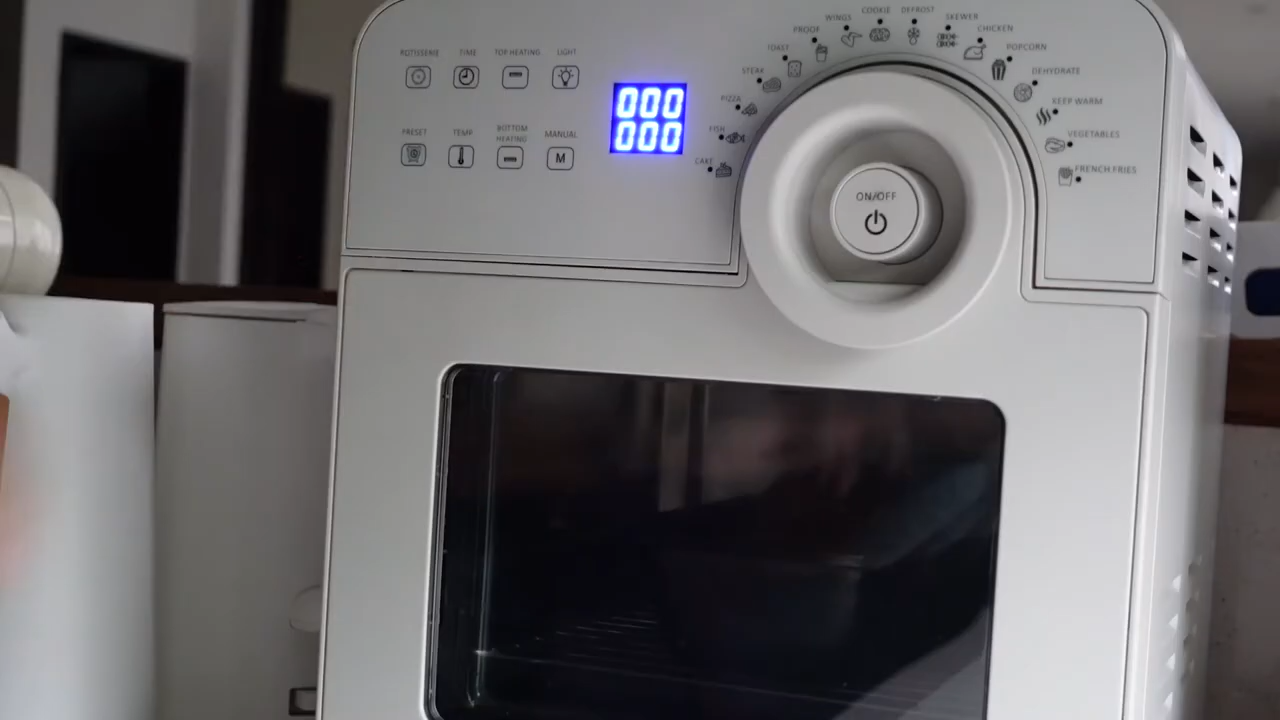 ROTISSERIE TIME TOP HEATING LIGHT
PRESET TEMP BOTTOM HEATING MANUAL
M
000
000
CAKE
FISH
PIZZA
STEAK
TOAST
PROOF
WINGS
COOKIE
DEFROST
SKEWER
CHICKEN
POPCORN
DEHYDRATE
KEEP WARM
VEGETABLES
FRENCH FRIES
ON/OFF